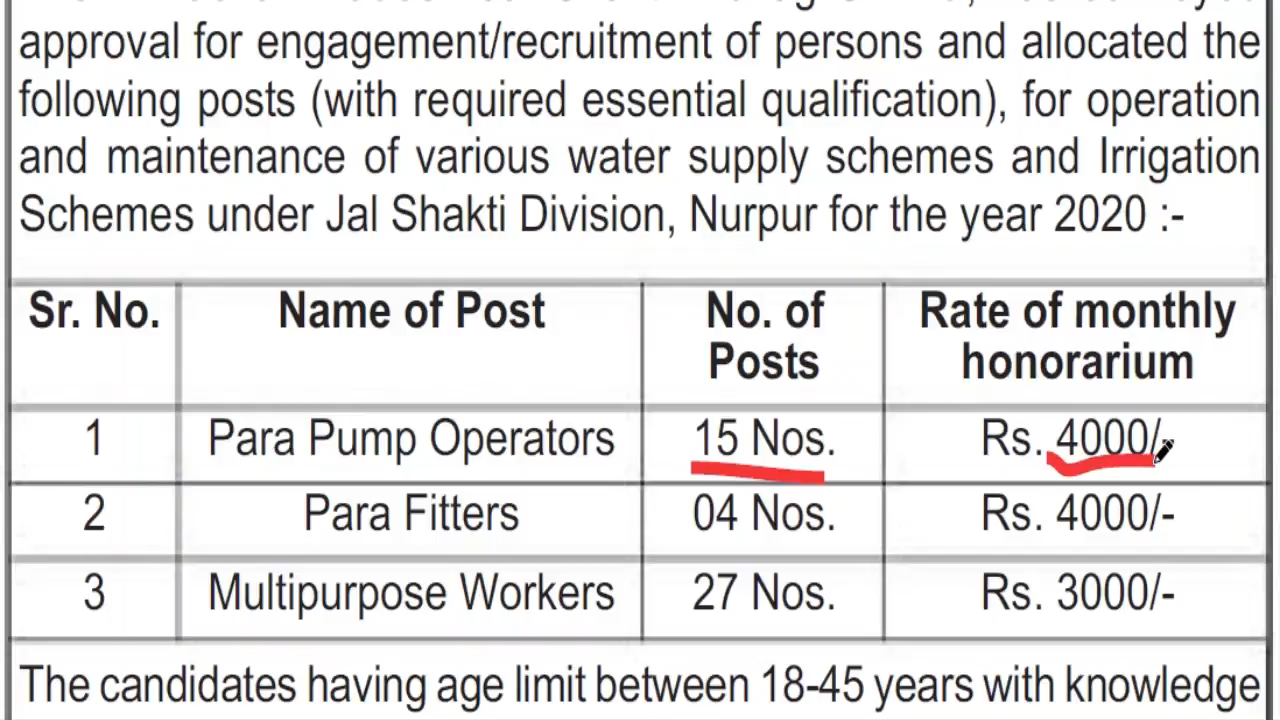 approval for engagement/recruitment of persons and allocated the
following posts (with required essential qualification), for operation
and maintenance of various water supply schemes and Irrigation
Schemes under Jal Shakti Division, Nurpur for the year 2020 :-
Sr. No. Name of Post No. of Posts Rate of monthly honorarium
1 Para Pump Operators 15 Nos. Rs. 4000/-
2 Para Fitters 04 Nos. Rs. 4000/-
3 Multipurpose Workers 27 Nos. Rs. 3000/-
The candidates having age limit between 18-45 years with knowledge